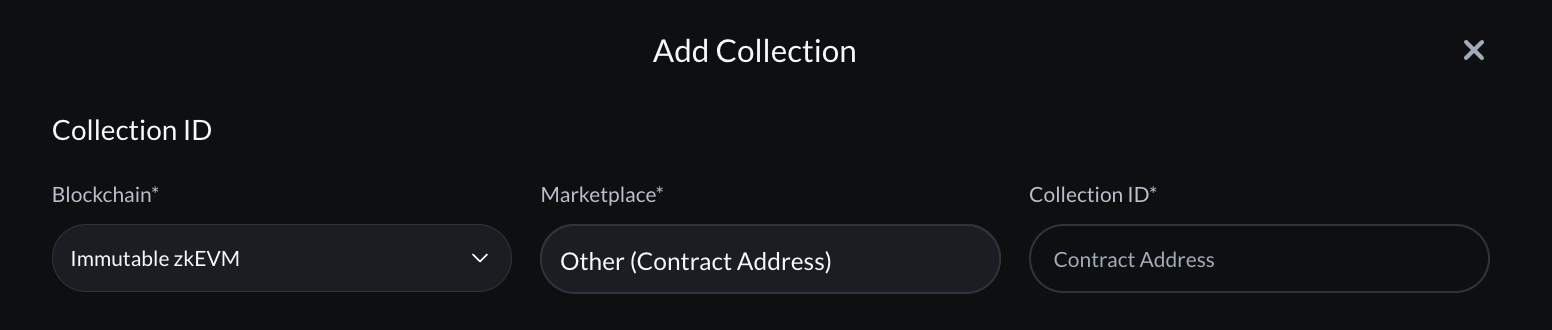 Add Collection
Collection ID
Blockchain*
Marketplace*
Collection ID*
Immutable zkEVM
Other (Contract Address)
Contract Address